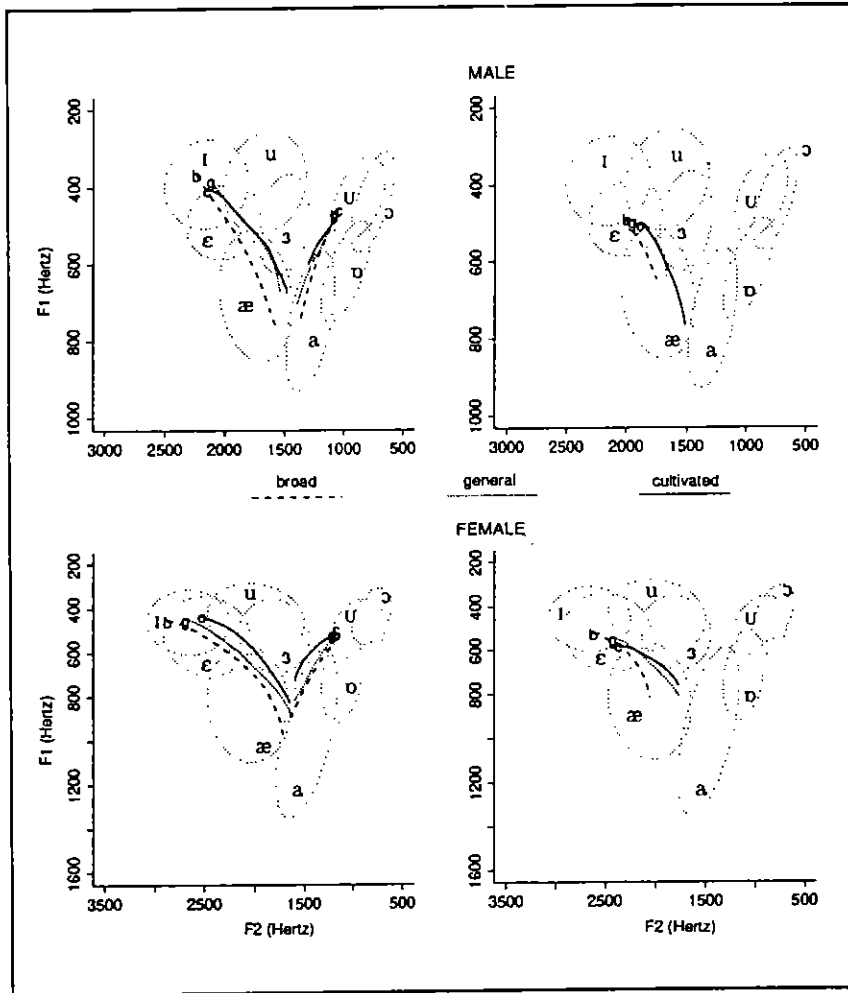 MALE
F1 (Hertz)
200
400
600
800
1000
I
u
b
g
c
ɛ
ɜ
U
ɔ
æ
a
ɒ
3000 2500 2000 1500 1000 500
200
400
600
800
1000
I
u
ɛ
ɜ
U
ɔ
æ
a
ɒ
3000 2500 2000 1500 1000 500
broad general cultivated
FEMALE
F1 (Hertz)
200
400
600
800
1200
1600
I
b
g
c
u
ɛ
ɜ
U
ɔ
æ
a
ɒ
3500 2500 1500 500
F2 (Hertz)
200
400
600
800
1200
1600
I
u
b
g
c
ɛ
ɜ
U
ɔ
æ
a
ɒ
3500 2500 1500 500
F2 (Hertz)